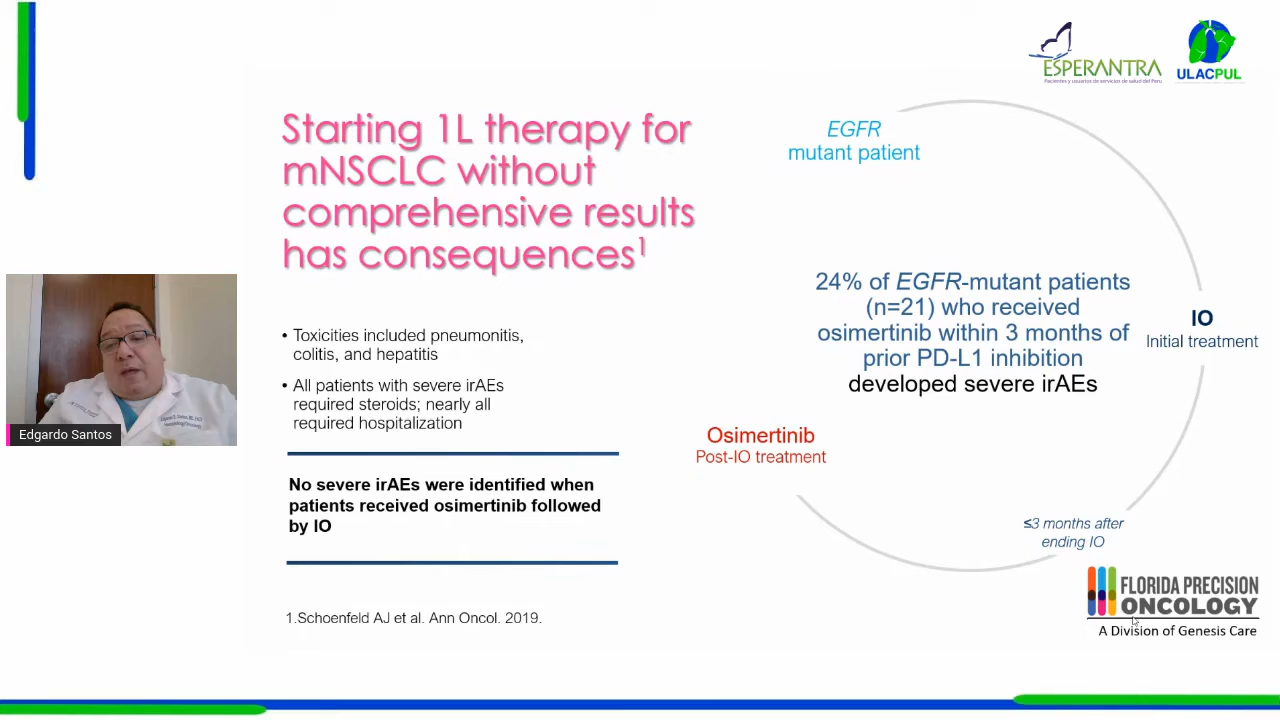 ESPERANTRA
Pacientes y usuarios de servicios de salud del Perú
ULACPUL
Starting 1L therapy for
mNSCLC without
comprehensive results
has consequences1
• Toxicities included pneumonitis,
colitis, and hepatitis
• All patients with severe irAEs
required steroids; nearly all
required hospitalization
No severe irAEs were identified when
patients received osimertinib followed
by IO
1.Schoenfeld AJ et al. Ann Oncol. 2019.
EGFR
mutant patient
24% of EGFR-mutant patients
(n=21) who received
osimertinib within 3 months of
prior PD-L1 inhibition
developed severe irAEs
IO
Initial treatment
Osimertinib
Post-IO treatment
≤3 months after
ending IO
FLORIDA PRECISION
ONCOLOGY
A Division of Genesis Care
Edgardo Santos